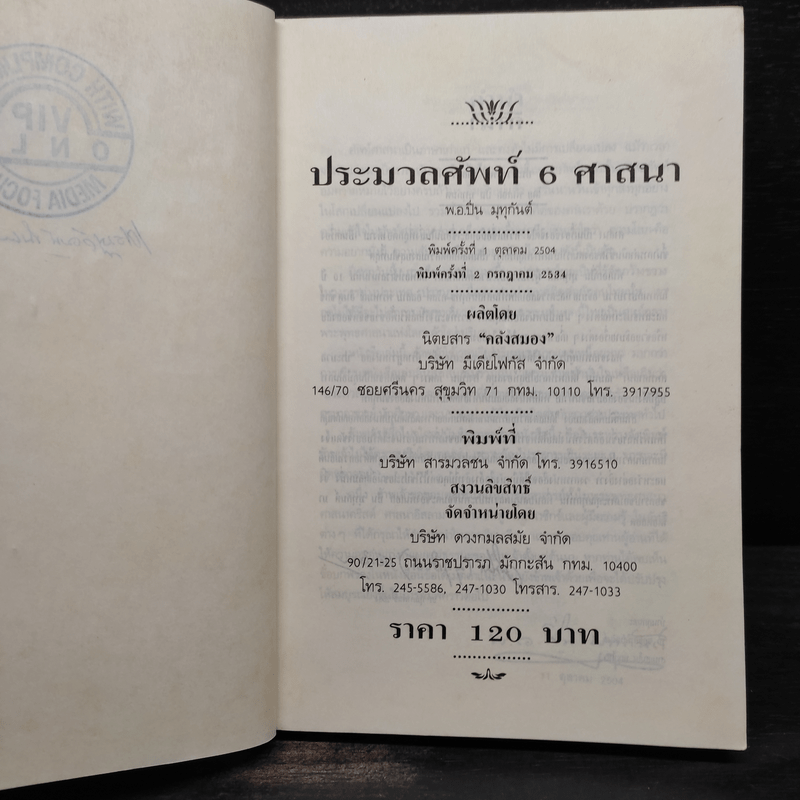 WITH COMPLIM
VIP
O N L
MEDIA FOCU
ประมวลศัพท์ 6 ศาสนา
พ.อ.ปิ่น มุทุกันต์
พิมพ์ครั้งที่ 1 ตุลาคม 2504
พิมพ์ครั้งที่ 2 กรกฎาคม 2534
ผลิตโดย
นิตยสาร “คลังสมอง”
บริษัท มีเดียโฟกัส จำกัด
146/70 ซอยศรีนคร สุขุมวิท 71 กทม. 10110 โทร. 3917955
พิมพ์ที่
บริษัท สารมวลชน จำกัด โทร. 3916510
สงวนลิขสิทธิ์
จัดจำหน่ายโดย
บริษัท ดวงกมลสมัย จำกัด
90/21-25 ถนนราชปรารภ มักกะสัน กทม. 10400
โทร. 245-5586, 247-1030 โทรสาร. 247-1033
ราคา 120 บาท